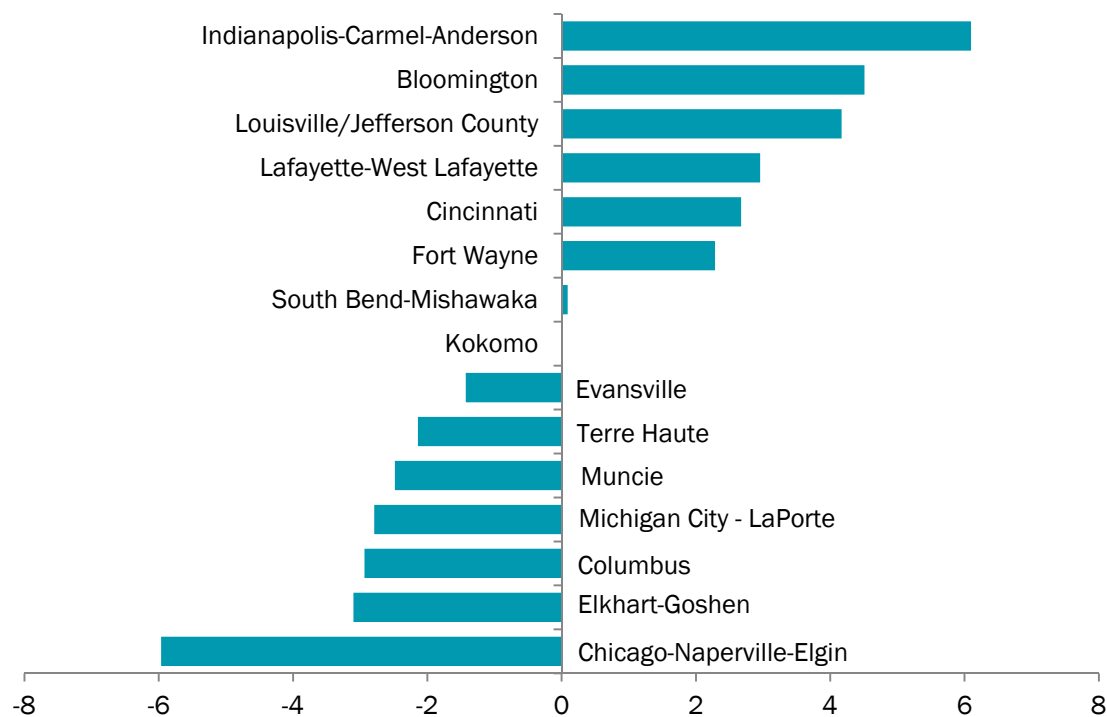 Indianapolis-Carmel-Anderson
Bloomington
Louisville/Jefferson County
Lafayette-West Lafayette
Cincinnati
Fort Wayne
South Bend-Mishawaka
Kokomo
Evansville
Terre Haute
Muncie
Michigan City - LaPorte
Columbus
Elkhart-Goshen
Chicago-Naperville-Elgin
-8 -6 -4 -2 0 2 4 6 8